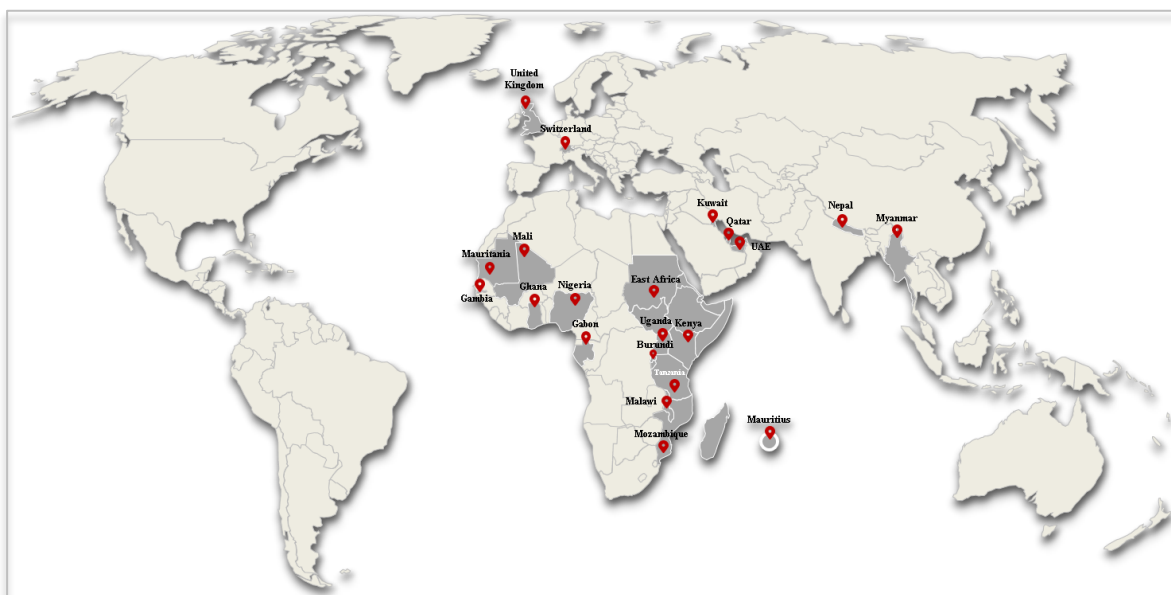 United
Kingdom
Switzerland
Kuwait
Nepal
Qatar
Myanmar
Mali
UAE
Mauritania
East Africa
Ghana
Nigeria
Gambia
Uganda
Kenya
Gabon
Burundi
Tanzania
Malawi
Mauritius
Mozambique